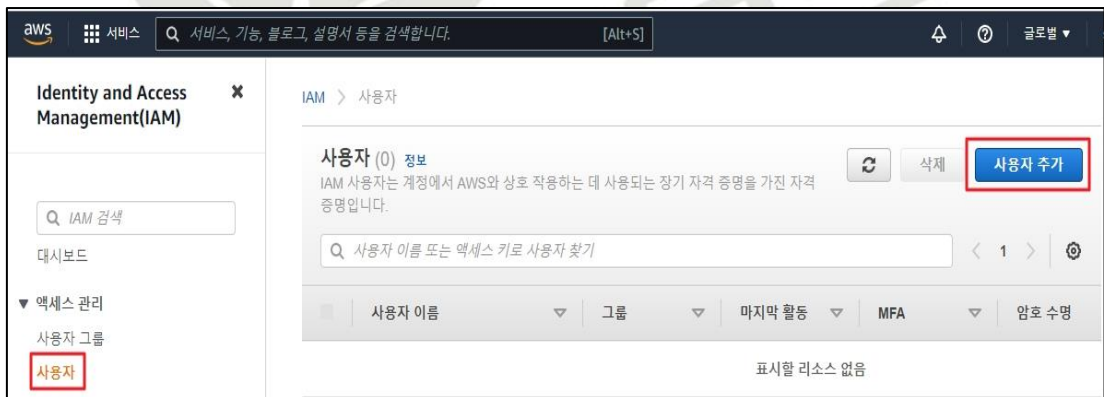 aws
서비스
서비스, 기능, 블로그, 설명서 등을 검색합니다.
[Alt+S]
글로벌 ▼
Identity and Access
Management(IAM)
IAM 검색
대시보드
▼ 액세스 관리
사용자 그룹
사용자
IAM > 사용자
사용자 (0) 정보
IAM 사용자는 계정에서 AWS와 상호 작용하는 데 사용되는 장기 자격 증명을 가진 자격
증명입니다.
삭제
사용자 추가
사용자 이름 또는 액세스 키로 사용자 찾기
< 1 >
사용자 이름
그룹
마지막 활동
MFA
암호 수명
표시할 리소스 없음